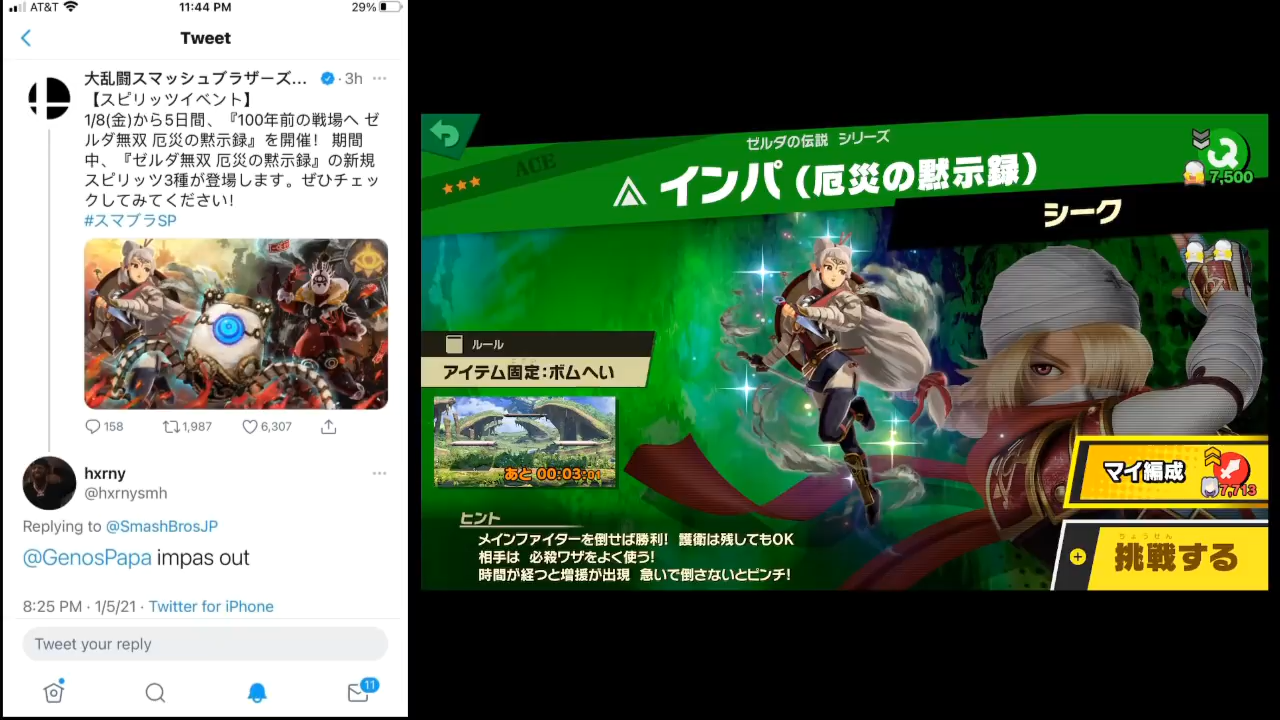 AT&T 11:44 PM 29%
Tweet
大乱闘スマッシュブラザーズ... · 3h
【スピリッツイベント】
1/8(金)から5日間、『100年前の戦場へ ゼ
ルダ無双 厄災の黙示録』を開催! 期間
中、『ゼルダ無双 厄災の黙示録』の新規
スピリッツ3種が登場します。ぜひチェッ
クしてみてください!
#スマブラSP
158 1,987 6,307
hxrny
@hxrnysmh
Replying to @SmashBrosJP
@GenosPapa impas out
8:25 PM · 1/5/21 · Twitter for iPhone
Tweet your reply
11
ゼルダの伝説 シリーズ
ACE
インパ (厄災の黙示録)
7,500
シーク
ルール
アイテム固定:ボムへい
あと 00:03:01
ヒント
メインファイターを倒せば勝利! 護衛は残してもOK
相手は 必殺ワザをよく使う!
時間が経つと増援が出現 急いで倒さないとピンチ!
マイ編成
7,713
ちょうせん
挑戦する